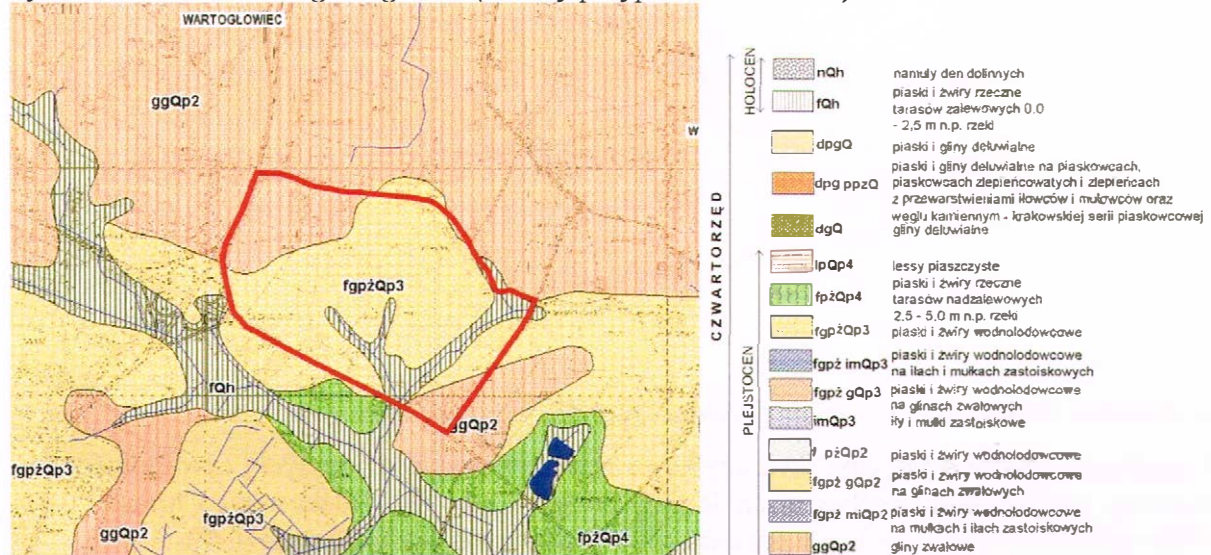 WARTOGŁOWIEC
ggQp2
W
fgpżQp3
fQh
ggQp2
fgpżQp3
fgpżQp3
ggQp2
fpżQp4
CZWARTORZĘD
HOLOCEN
PLEJSTOCEN
nQh namuły den dolinnych
fQh piaski i żwiry rzeczne
tarasów zalewowych 0.0
- 2,5 m n.p. rzeki
dpgQ piaski i gliny deluwialne
dpg ppzQ piaski i gliny deluwialne na piaskowcach,
piaskowcach zlepieńcowatych i zlepieńcach
z przewarstwieniami iłowców i mułowców oraz
węglu kamiennym - krakowskiej serii piaskowcowej
dgQ gliny deluwialne
lpQp4 lessy piaszczyste
fpżQp4 piaski i żwiry rzeczne
tarasów nadzalewowych
2,5 - 5,0 m n.p. rzeki
fgpżQp3 piaski i żwiry wodnolodowcowe
fgpż imQp3 piaski i żwiry wodnolodowcowe
na iłach i mułkach zastoiskowych
fgpż gQp3 piaski i żwiry wodnolodowcowe
na glinach zwałowych
imQp3 iły i mułki zastoiskowe
f pżQp2 piaski i żwiry wodnolodowcowe
fgpż gQp2 piaski i żwiry wodnolodowcowe
na glinach zwałowych
fgpż miQp2 piaski i żwiry wodnolodowcowe
na mułkach i iłach zastoiskowych
ggQp2 gliny zwałowe